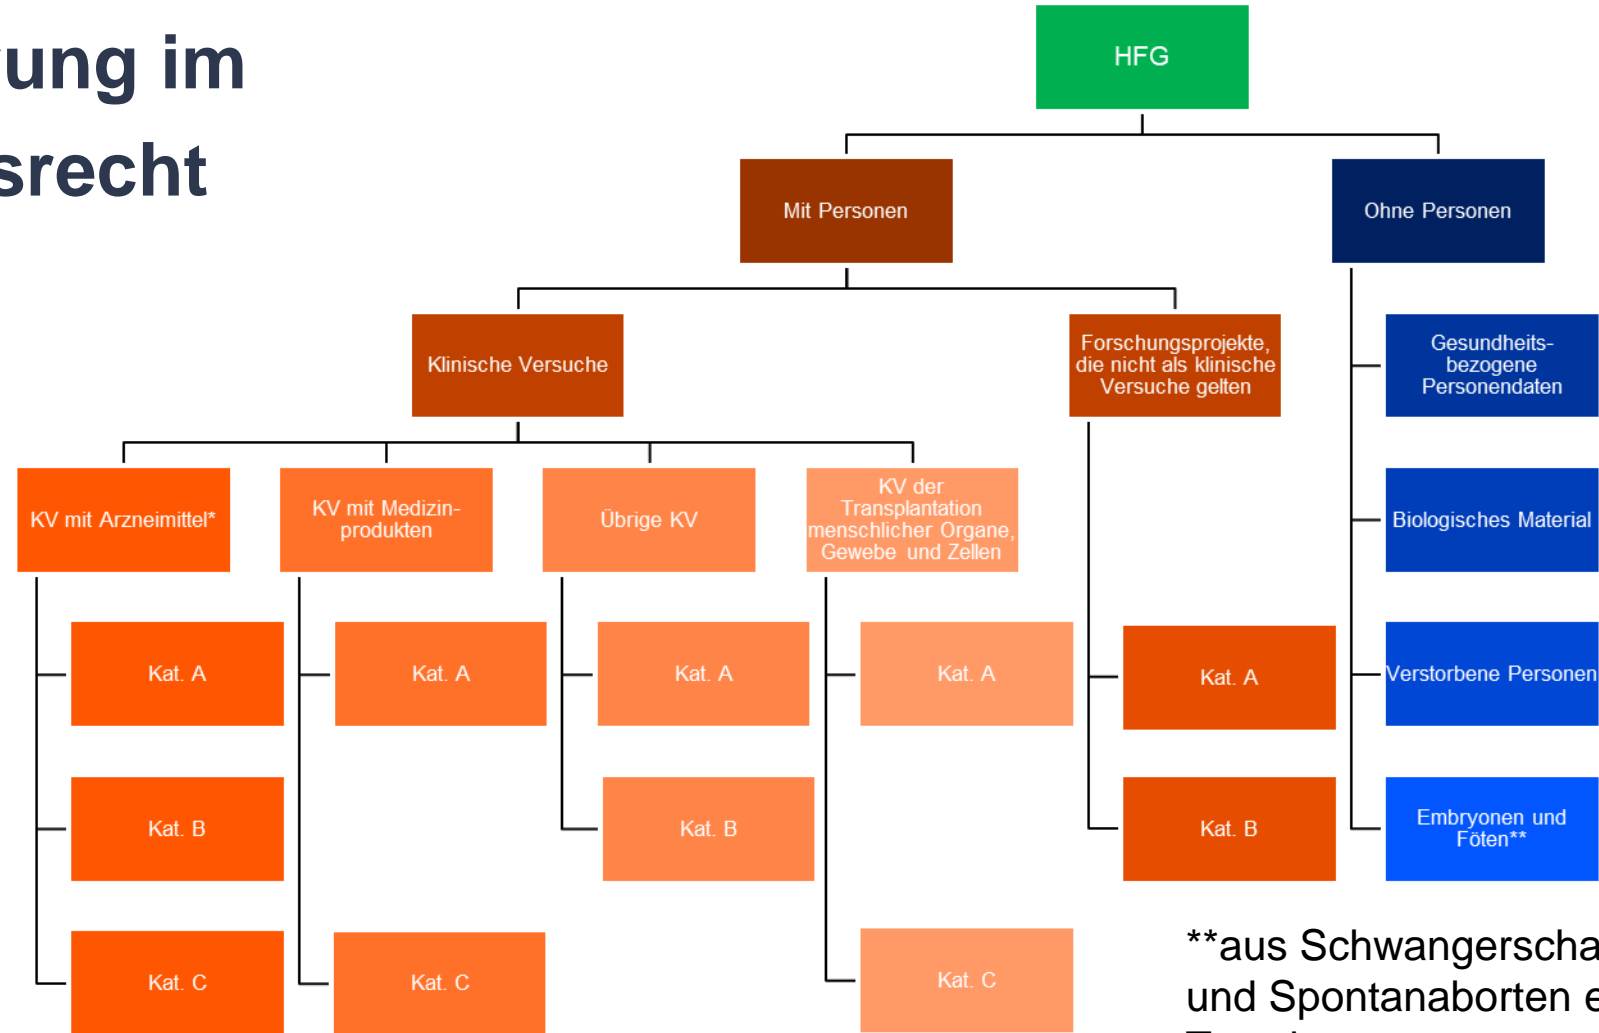 ung im
srecht
HFG
Mit Personen
Ohne Personen
Klinische Versuche
Forschungsprojekte,
die nicht als klinische
Versuche gelten
Gesundheits-
bezogene
Personendaten
KV mit Arzneimittel*
KV mit Medizin-
produkten
Übrige KV
KV der
Transplantation
menschlicher Organe,
Gewebe und Zellen
Biologisches Material
Kat. A
Kat. A
Kat. A
Kat. A
Kat. A
Verstorbene Personen
Kat. B
Kat. B
Kat. B
Embryonen und
Föten**
Kat. C
Kat. C
Kat. C
**aus Schwangerscha
und Spontanaborten e